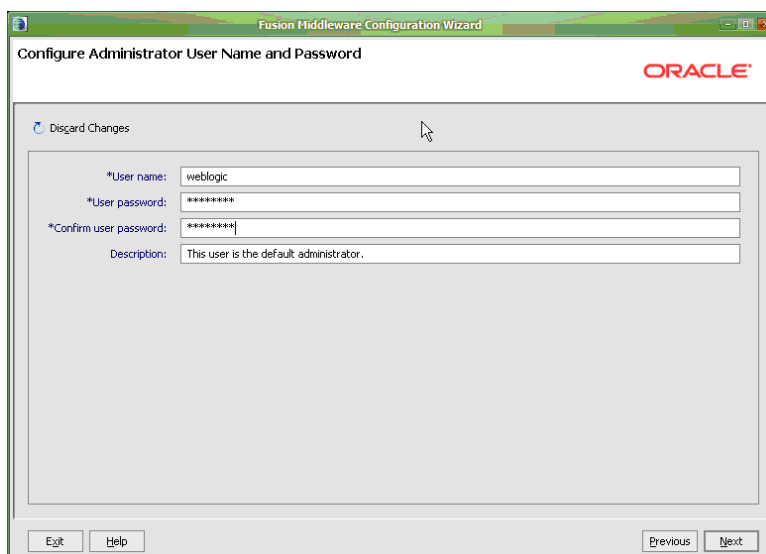 Fusion Middleware Configuration Wizard
Configure Administrator User Name and Password
ORACLE
Discard Changes
*User name: weblogic
*User password: ********
*Confirm user password: ********
Description: This user is the default administrator.
Exit Help Previous Next